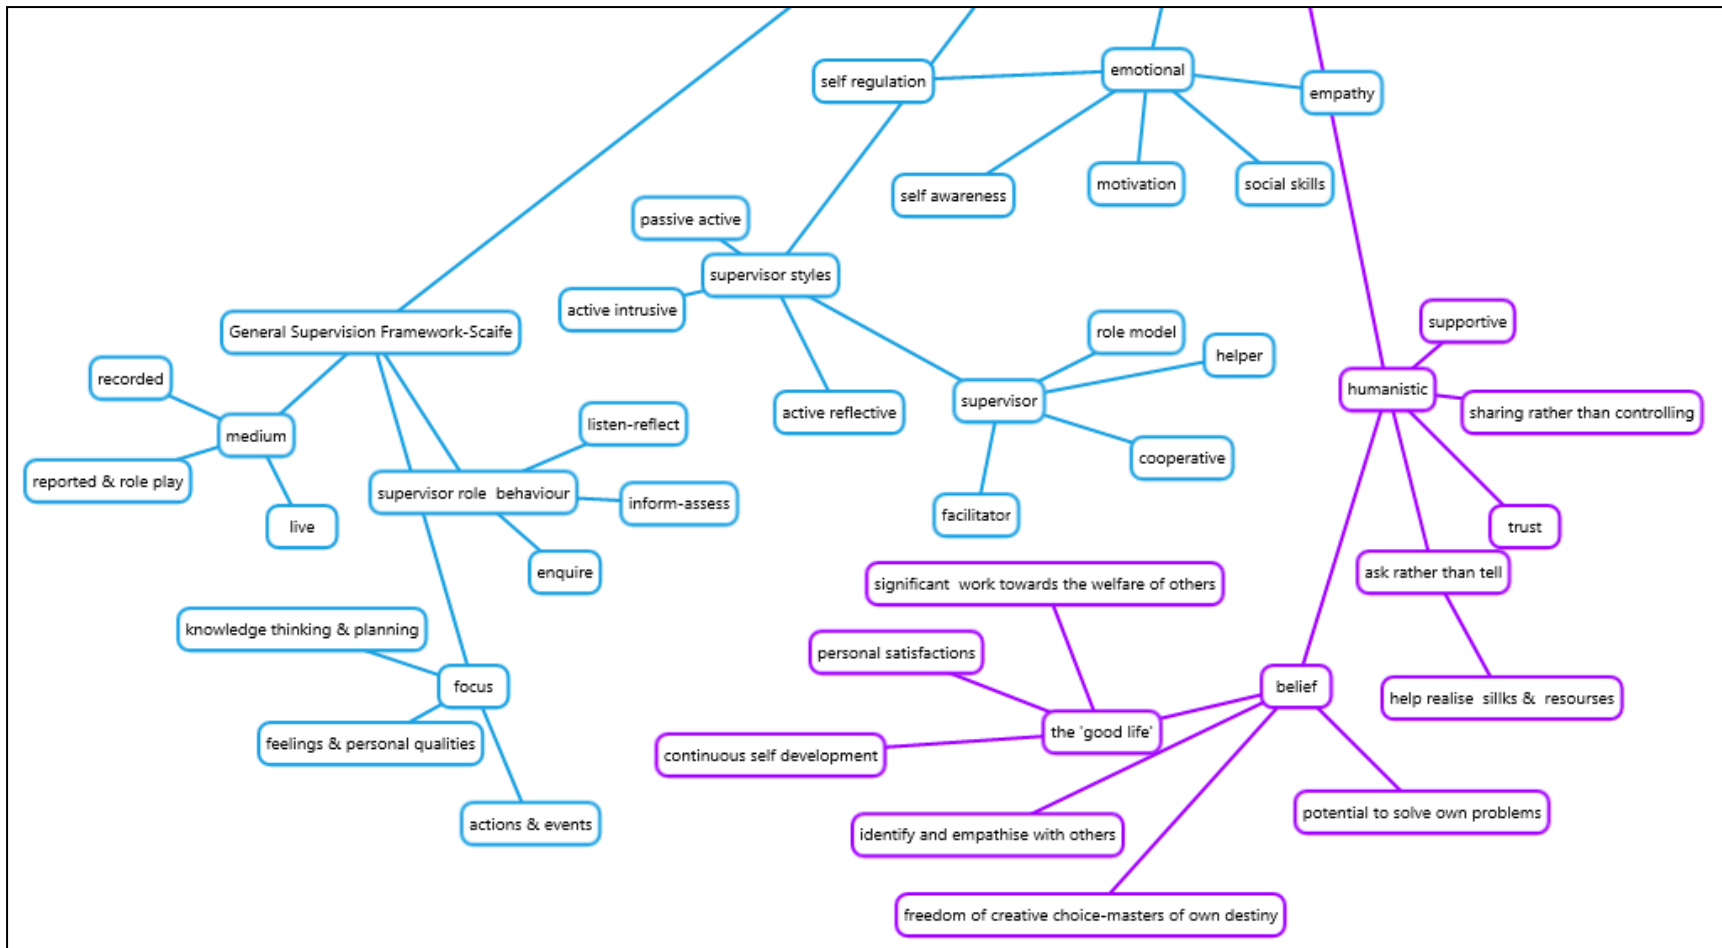 emotional
self regulation
empathy
self awareness
motivation
social skills
passive active
supervisor styles
active intrusive
active reflective
supervisor
role model
helper
cooperative
facilitator
General Supervision Framework-Scaife
recorded
medium
reported & role play
live
listen-reflect
supervisor role  behaviour
inform-assess
enquire
knowledge thinking & planning
focus
feelings & personal qualities
actions & events
supportive
humanistic
sharing rather than controlling
trust
ask rather than tell
help realise  sillks &  resourses
belief
significant  work towards the welfare of others
personal satisfactions
the 'good life'
continuous self development
identify and empathise with others
potential to solve own problems
freedom of creative choice-masters of own destiny